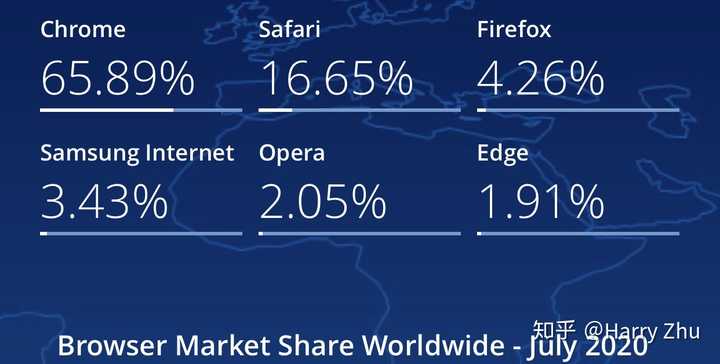 Chrome Safari Firefox
65.89% 16.65% 4.26%
Samsung Internet Opera Edge
3.43% 2.05% 1.91%
Browser Market Share Worldwide - July 2020
知乎 @Harry Zhu